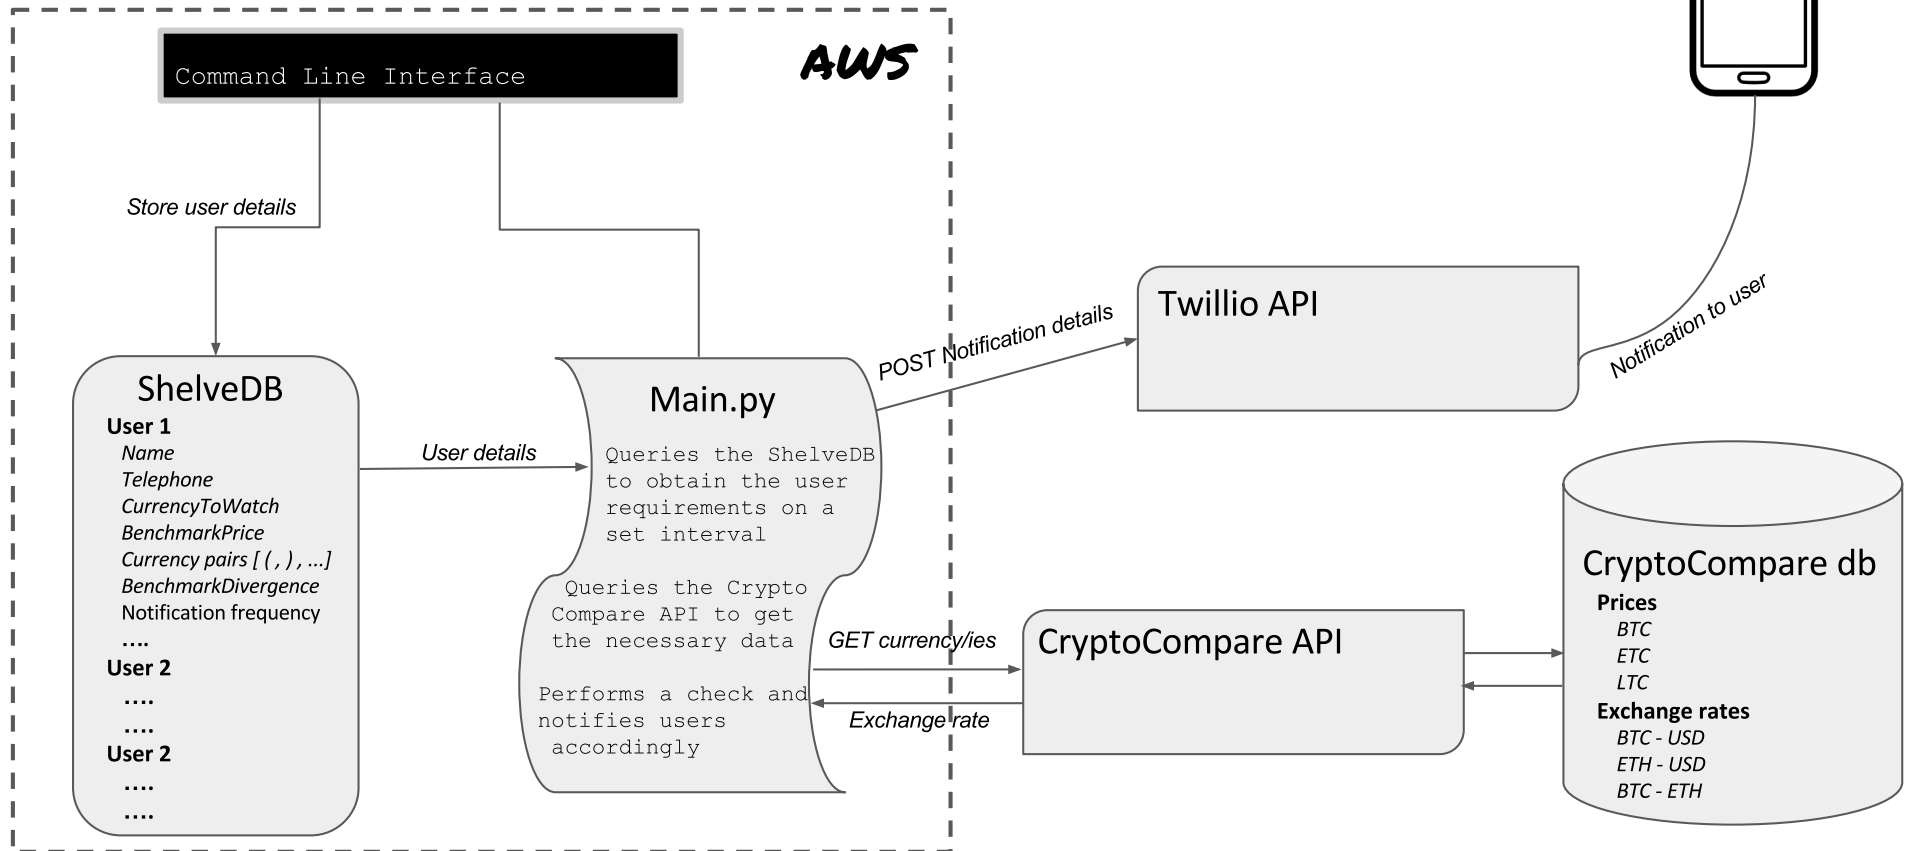 Command Line Interface
AWS
Store user details
ShelveDB
User 1
Name
Telephone
CurrencyToWatch
BenchmarkPrice
Currency pairs [ ( , ) , ...]
BenchmarkDivergence
Notification frequency
....
User 2
....
....
User 2
....
....
User details
Main.py
Queries the ShelveDB
to obtain the user
requirements on a
set interval
Queries the Crypto
Compare API to get
the necessary data
Performs a check and
notifies users
accordingly
POST Notification details
Twillio API
Notification to user
GET currency/ies
Exchange rate
CryptoCompare API
CryptoCompare db
Prices
BTC
ETC
LTC
Exchange rates
BTC - USD
ETH - USD
BTC - ETH